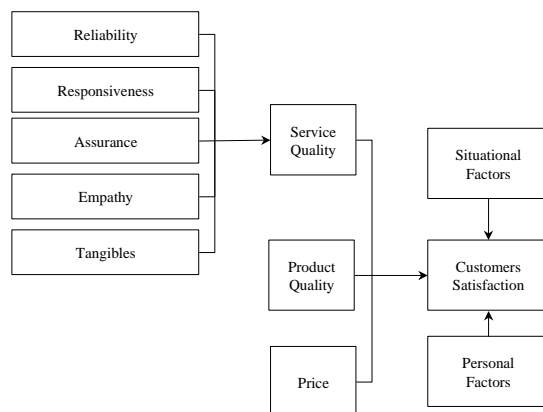 Reliability
Responsiveness
Assurance
Empathy
Tangibles
Service
Quality
Product
Quality
Price
Situational
Factors
Customers
Satisfaction
Personal
Factors